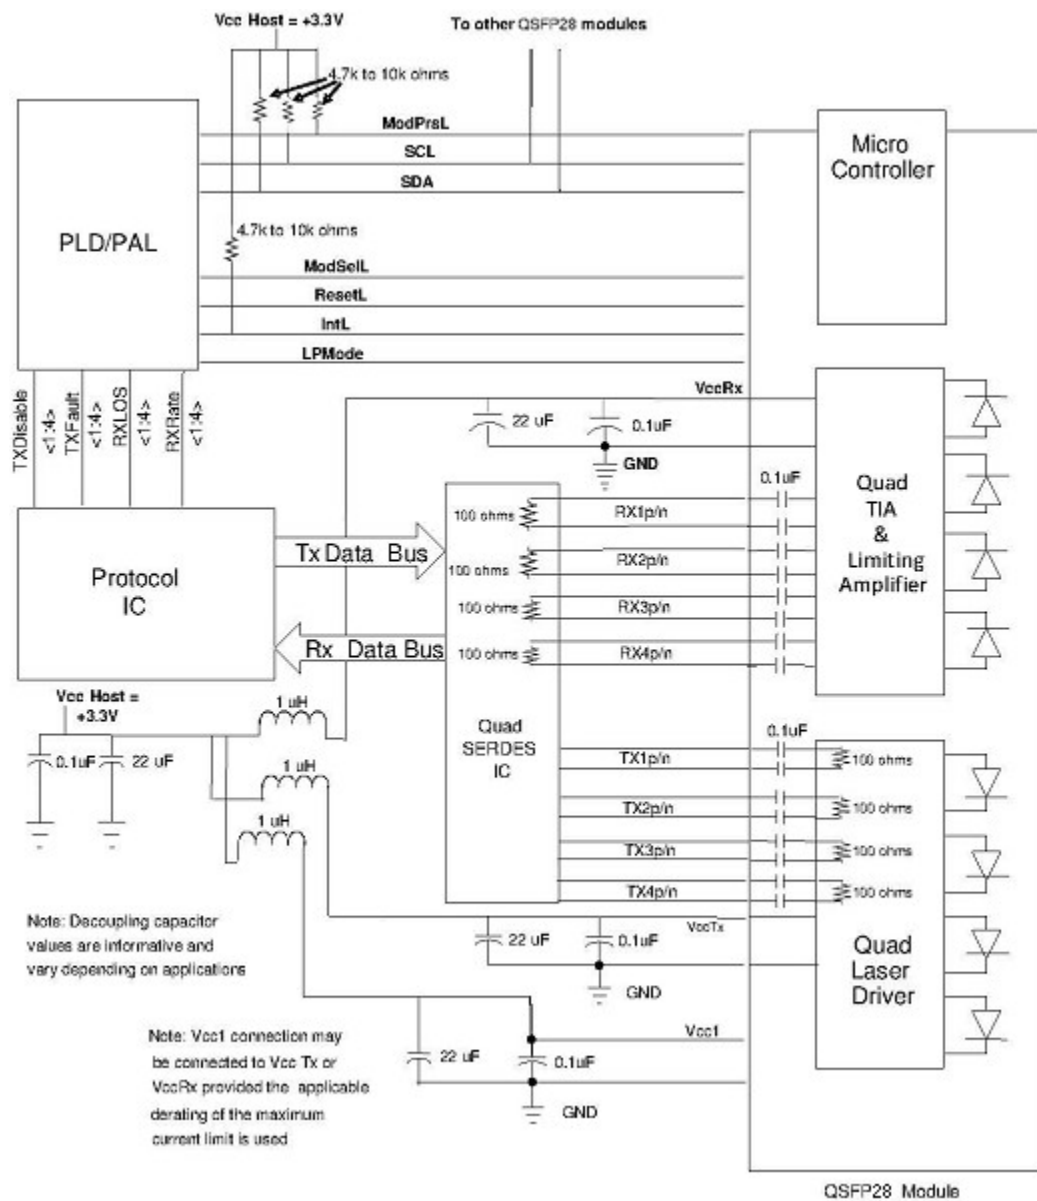 Vcc Host = +3.3V
To other QSFP28 modules
4.7k to 10k ohms
ModPrsL
SCL
SDA
Micro
Controller
PLD/PAL
4.7k to 10k ohms
ModSelL
ResetL
IntL
LPMode
TXDisable
<1:4>
TXFault
<1:4>
RXLOS
<1:4>
RXRate
<1:4>
VccRx
22 uF
0.1uF
GND
0.1uF
Quad
TIA
&
Limiting
Amplifier
100 ohms
RX1p/n
100 ohms
RX2p/n
100 ohms
RX3p/n
100 ohms
RX4p/n
Tx Data Bus
Protocol
IC
Rx Data Bus
Vcc Host =
+3.3V
0.1uF
22 uF
1 uH
1 uH
1 uH
Quad
SERDES
IC
0.1uF
TX1p/n
100 ohms
TX2p/n
100 ohms
TX3p/n
100 ohms
TX4p/n
100 ohms
Quad
Laser
Driver
Note: Decoupling capacitor
values are informative and
vary depending on applications
VccTx
22 uF
0.1uF
GND
Note: Vcc1 connection may
be connected to Vcc Tx or
VccRx provided the applicable
derating of the maximum
current limit is used
Vcc1
22 uF
0.1uF
GND
QSFP28 Module